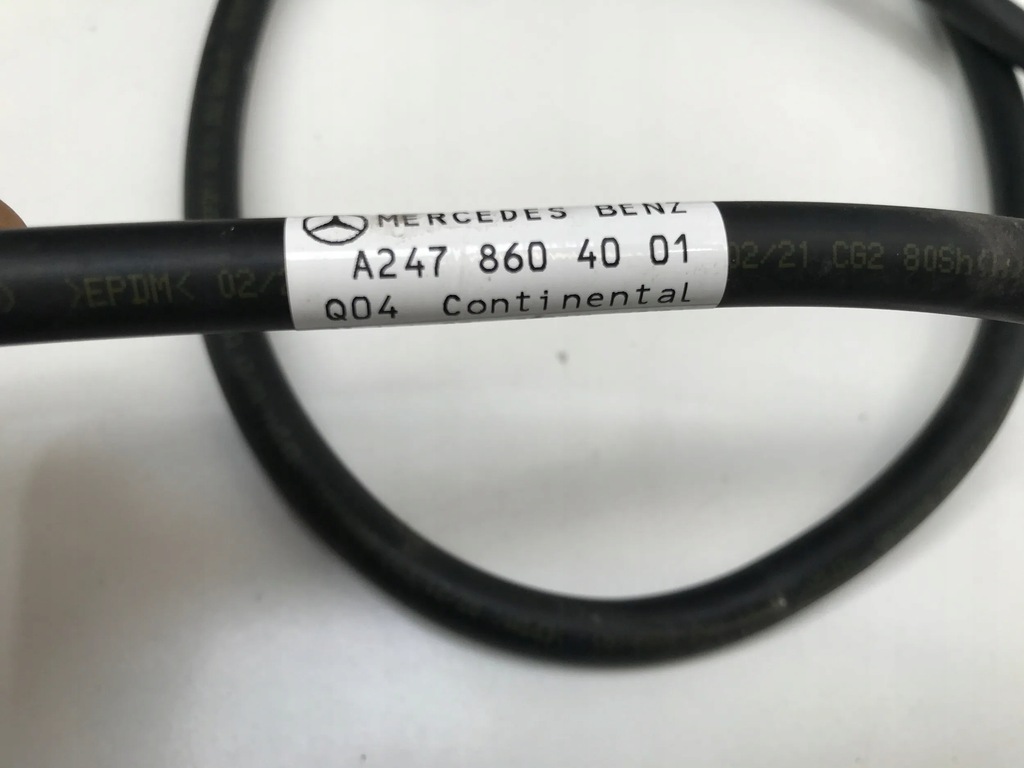 MERCEDES BENZ
A247 860 40 01
Q04 Continental
>EPDM< 02/
02/21 CG2 80Sh